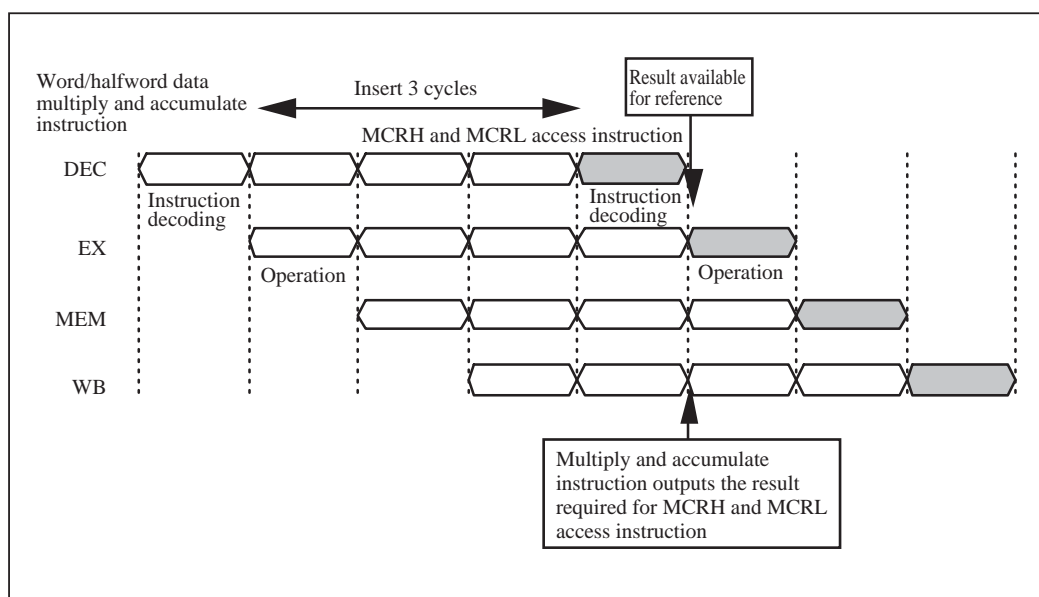 Word/halfword data
multiply and accumulate
instruction
Insert 3 cycles
Result available
for reference
MCRH and MCRL access instruction
DEC
Instruction
decoding
Instruction
decoding
EX
Operation
Operation
MEM
WB
Multiply and accumulate
instruction outputs the result
required for MCRH and MCRL
access instruction